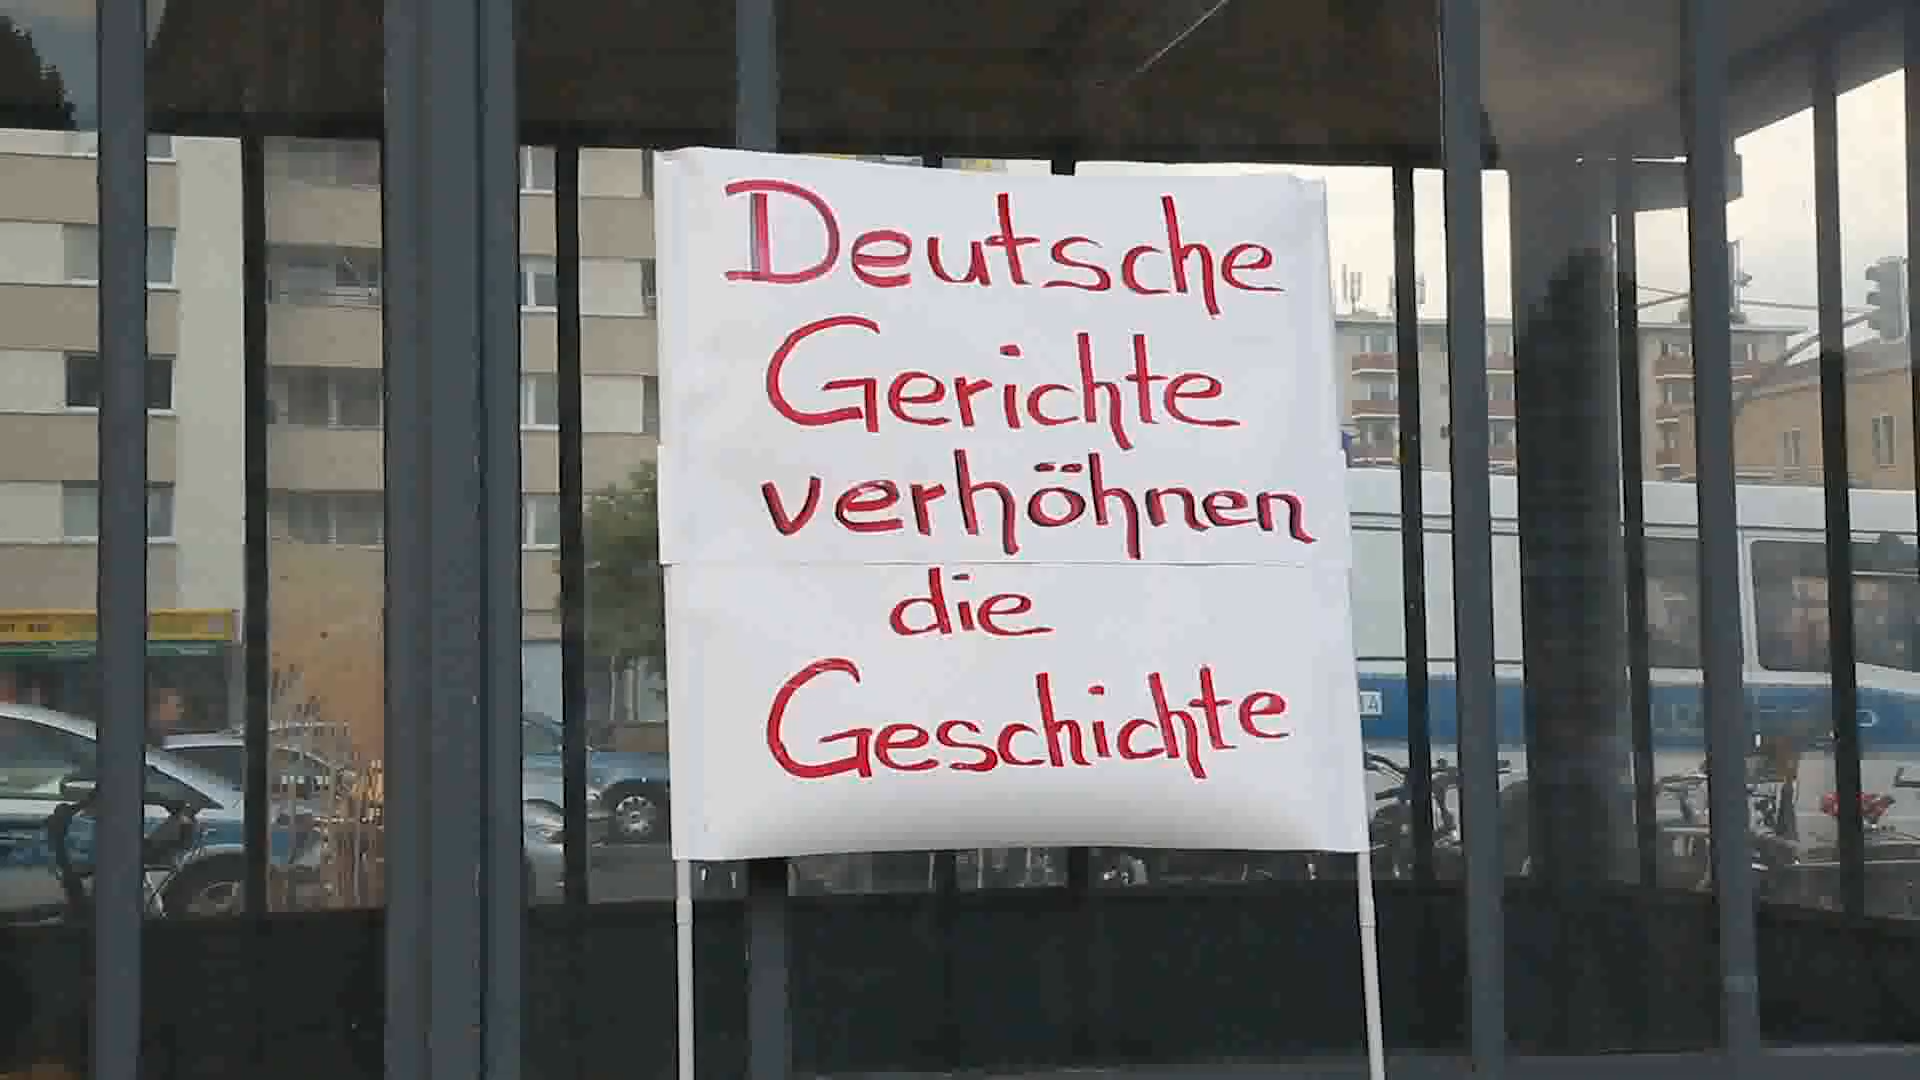 Deutsche
Gerichte
verhöhnen
die
Geschichte